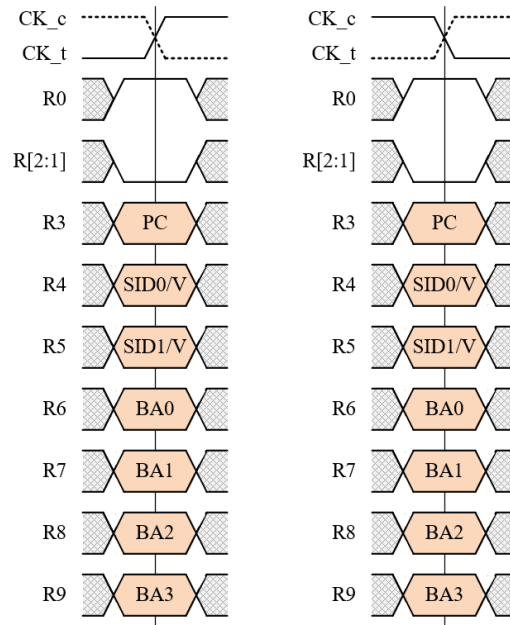 CK_c
CK_t
R0
R[2:1]
R3 PC
R4 SID0/V
R5 SID1/V
R6 BA0
R7 BA1
R8 BA2
R9 BA3
CK_c
CK_t
R0
R[2:1]
R3 PC
R4 SID0/V
R5 SID1/V
R6 BA0
R7 BA1
R8 BA2
R9 BA3